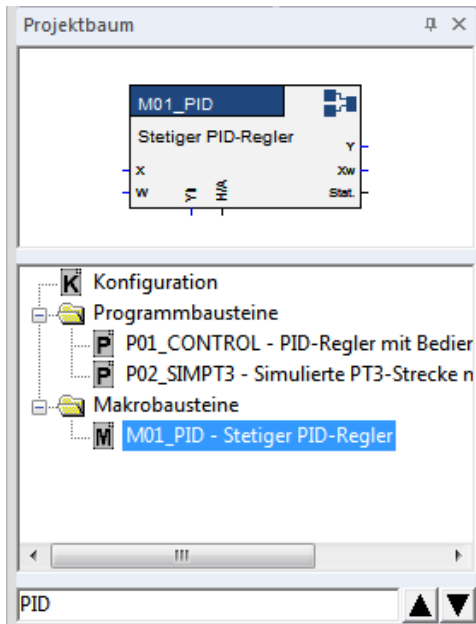 Projektbaum
M01_PID
Stetiger PID-Regler
Y
X
Xw
W
Yh
H/A
Stat.
K Konfiguration
Programmbausteine
P P01_CONTROL - PID-Regler mit Bedier
P P02_SIMPT3 - Simulierte PT3-Strecke n
Makrobausteine
M M01_PID - Stetiger PID-Regler
PID